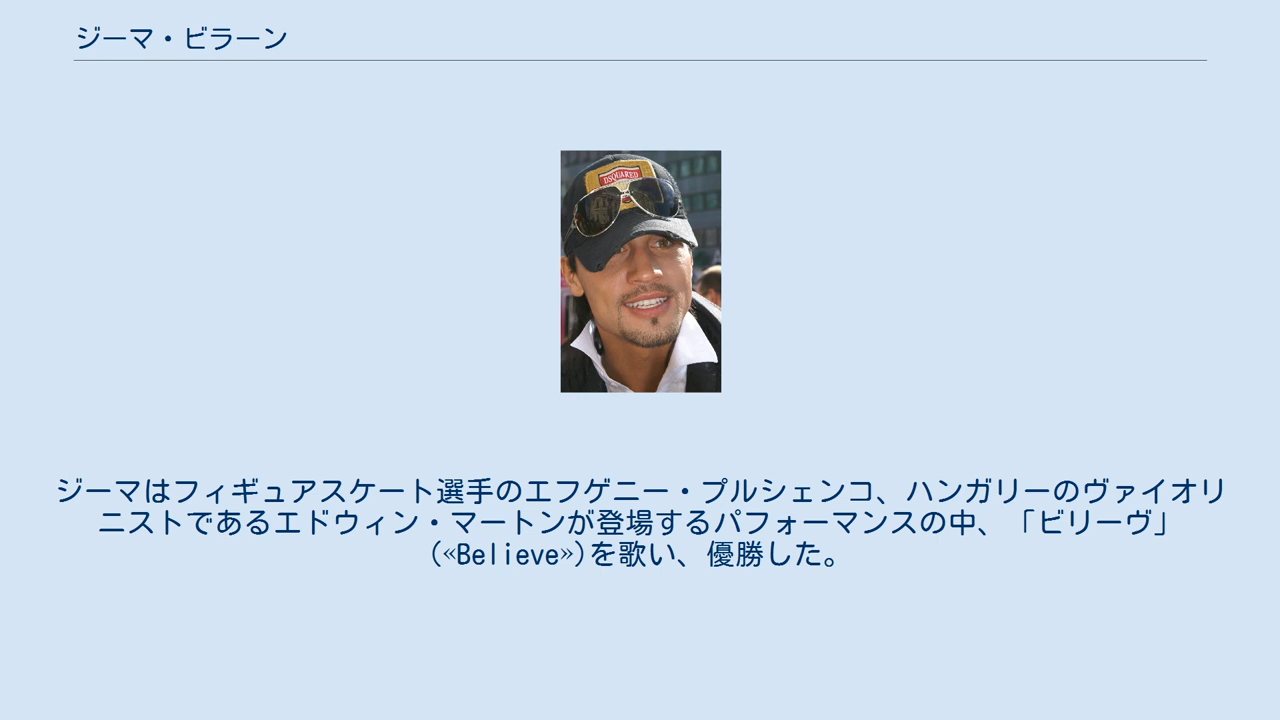 ジーマ・ビラーン
DSQUARED
ジーマはフィギュアスケート選手のエフゲニー・プルシェンコ、ハンガリーのヴァイオリ
ニストであるエドウィン・マートンが登場するパフォーマンスの中、「ビリーヴ」
(«Believe»)を歌い、優勝した。